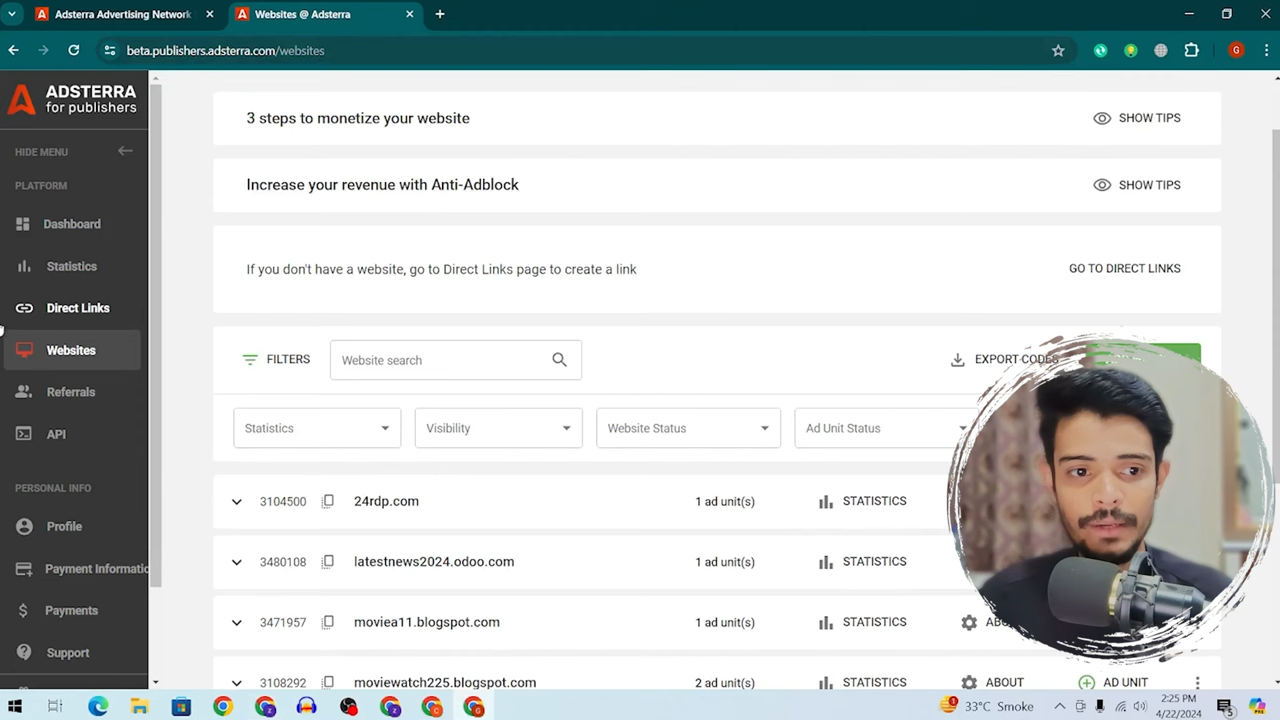 Adsterra Advertising Network
Websites @ Adsterra
beta.publishers.adsterra.com/websites
G
ADSTERRA
for publishers
HIDE MENU
PLATFORM
Dashboard
Statistics
Direct Links
Websites
Referrals
API
PERSONAL INFO
Profile
Payment Informatio
Payments
Support
3 steps to monetize your website
SHOW TIPS
Increase your revenue with Anti-Adblock
SHOW TIPS
If you don't have a website, go to Direct Links page to create a link
GO TO DIRECT LINKS
FILTERS
Website search
EXPORT CODES
Statistics
Visibility
Website Status
Ad Unit Status
3104500
24rdp.com
1 ad unit(s)
STATISTICS
3480108
latestnews2024.odoo.com
1 ad unit(s)
STATISTICS
3471957
moviea11.blogspot.com
1 ad unit(s)
STATISTICS
3108292
moviewatch225.blogspot.com
2 ad unit(s)
STATISTICS
ABOUT
AD UNIT
33°C Smoke
2:25 PM
4/22/2024
5